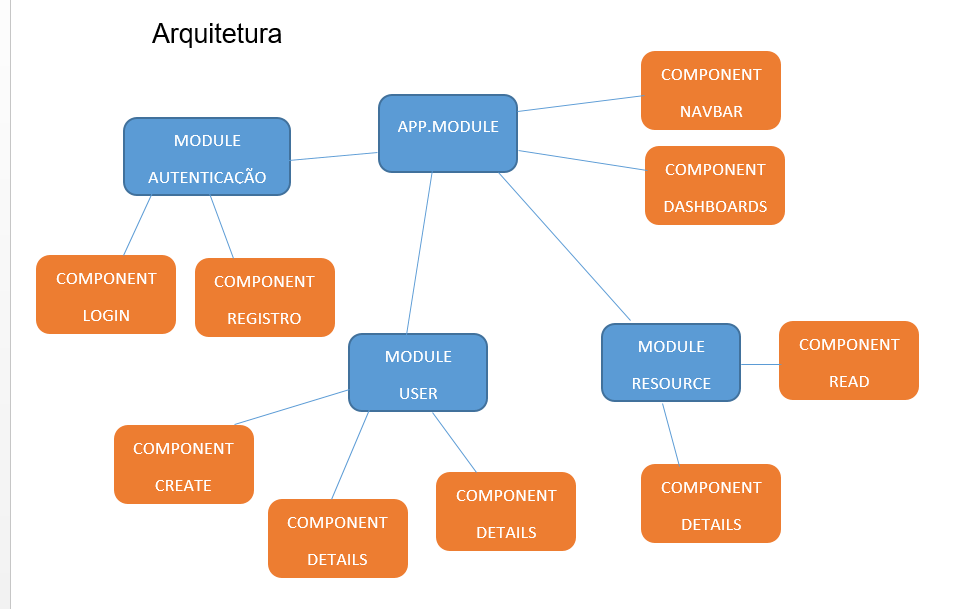 Arquitetura
COMPONENT
NAVBAR
APP.MODULE
MODULE
AUTENTICAÇÃO
COMPONENT
DASHBOARDS
COMPONENT
LOGIN
COMPONENT
REGISTRO
MODULE
USER
MODULE
RESOURCE
COMPONENT
READ
COMPONENT
CREATE
COMPONENT
DETAILS
COMPONENT
DETAILS
COMPONENT
DETAILS